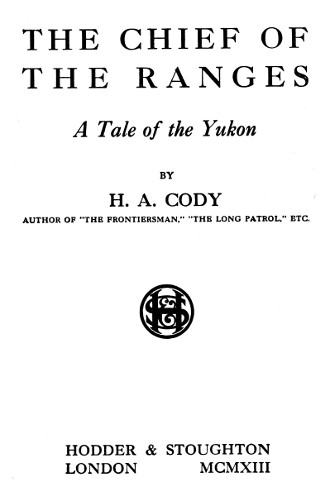 THE CHIEF OF
THE RANGES
A Tale of the Yukon
BY
H. A. CODY
AUTHOR OF "THE FRONTIERSMAN," "THE LONG PATROL," ETC.
H&S
HODDER & STOUGHTON
LONDON MCMXIII